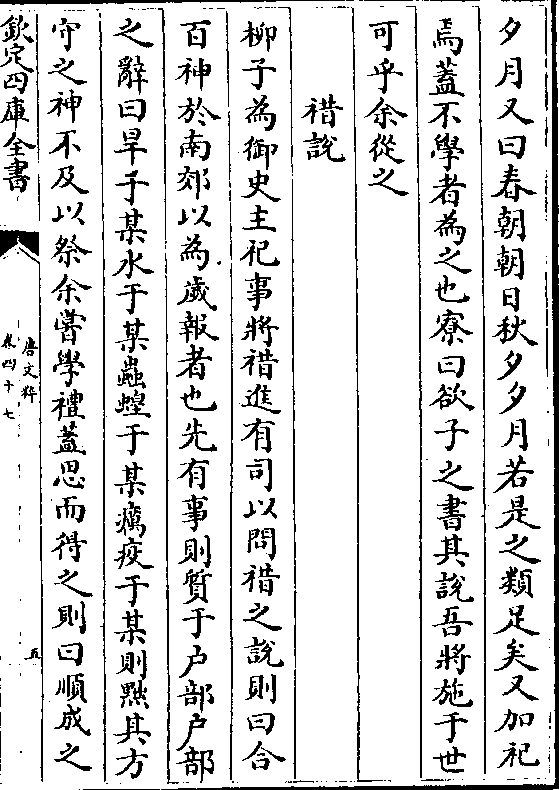 夕月又曰春朝朝日秋夕夕月若是之類足矣又加祀
焉蓋不學者為之也寮曰欲子之書其説吾將施于世
可乎余從之
䄍説
柳子為御史主祀事將䄍進有司以問䄍之説則曰合
百神於南郊以為歲報者也先有事則質于户部户部
之辭曰旱于某水于某蟲蝗于某癘疫于某則黜其方
守之神不及以祭余嘗學禮蓋思而得之則曰順成之
欽定四庫全書
唐文粹
卷四十七
五